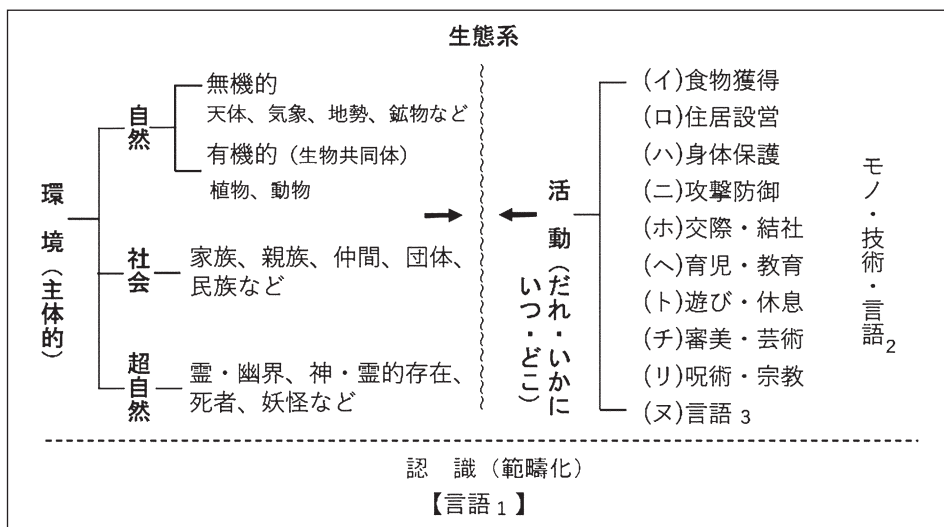 生態系
環境(主体的)
自然
無機的
天体、気象、地勢、鉱物など
有機的(生物共同体)
植物、動物
社会
家族、親族、仲間、団体、
民族など
超自然
霊・幽界、神・霊的存在、
死者、妖怪など
活動(だれ・いかに
いつ・どこ)
(イ)食物獲得
(ロ)住居設営
(ハ)身体保護
(ニ)攻撃防御
(ホ)交際・結社
(ヘ)育児・教育
(ト)遊び・休息
(チ)審美・芸術
(リ)呪術・宗教
(ヌ)言語3
モノ・技術・言語2
認 識(範疇化)
【言語1】